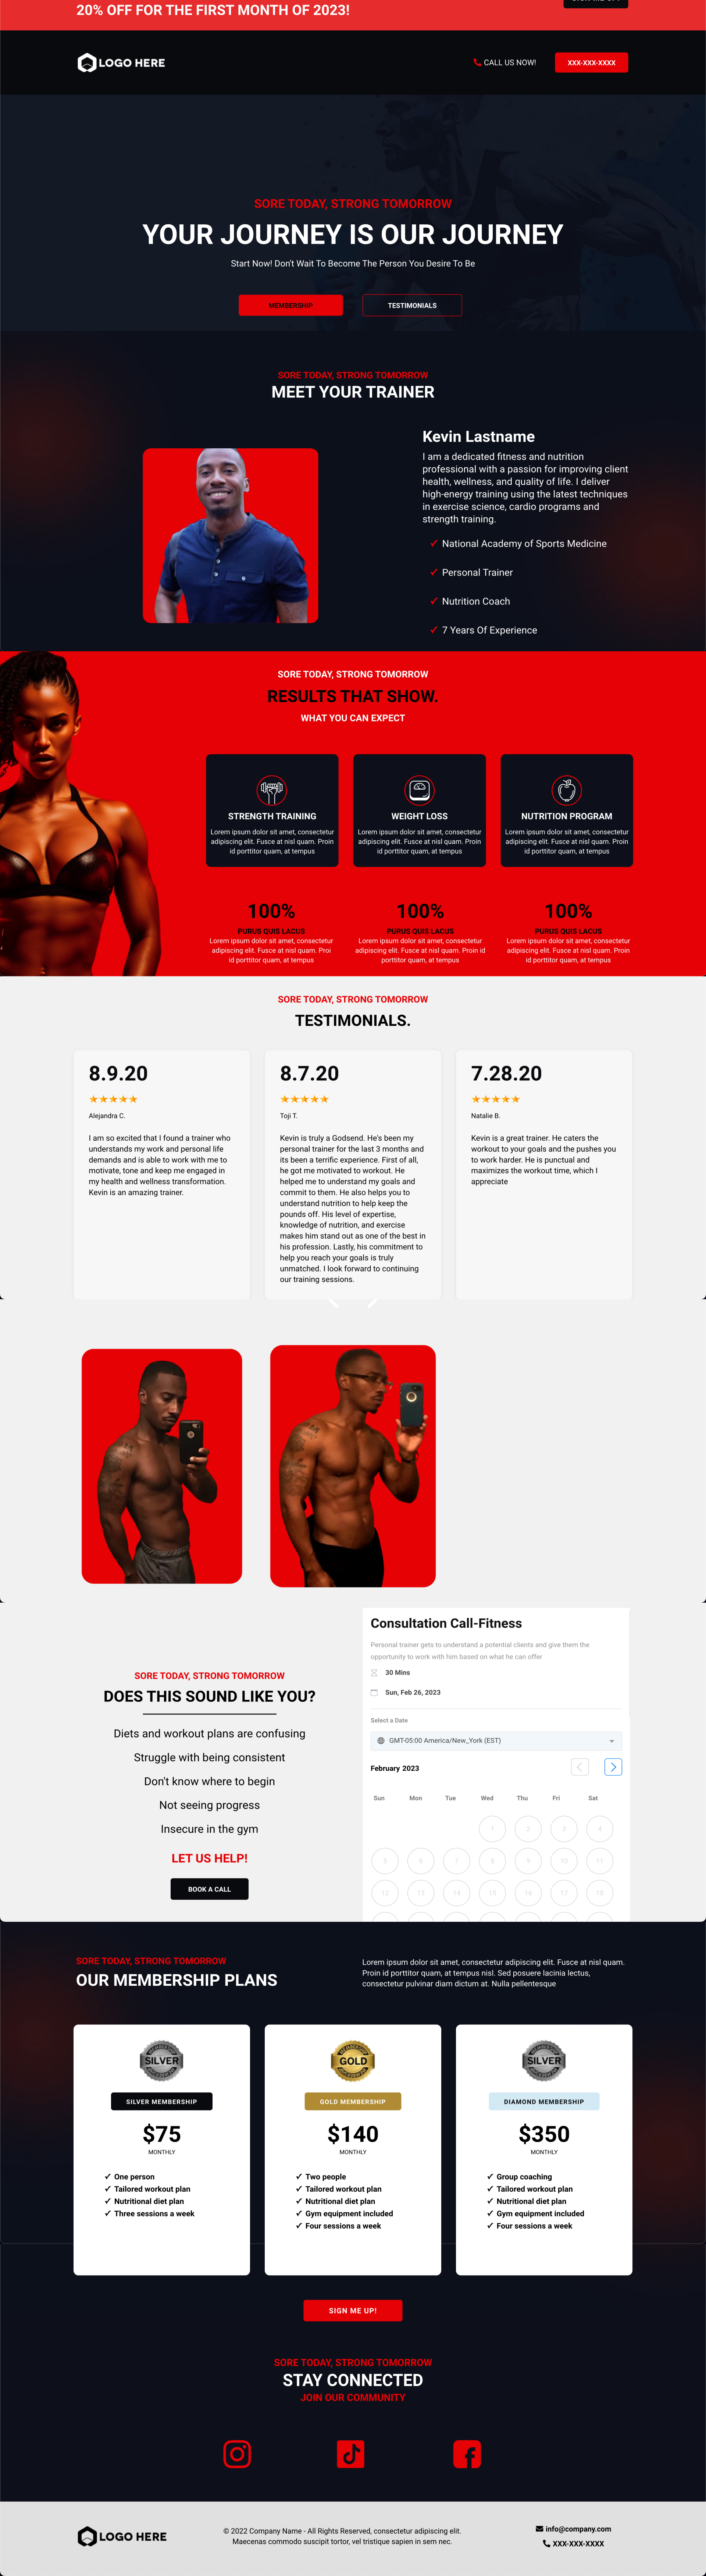 20% OFF FOR THE FIRST MONTH OF 2023!
LOGO HERE
CALL US NOW!
XXX-XXX-XXXX
SORE TODAY, STRONG TOMORROW
YOUR JOURNEY IS OUR JOURNEY
Start Now! Don't Wait To Become The Person You Desire To Be
MEMBERSHIP
TESTIMONIALS
SORE TODAY, STRONG TOMORROW
MEET YOUR TRAINER
Kevin Lastname
I am a dedicated fitness and nutrition
professional with a passion for improving client
health, wellness, and quality of life. I deliver
high-energy training using the latest techniques
in exercise science, cardio programs and
strength training.
National Academy of Sports Medicine
Personal Trainer
Nutrition Coach
7 Years Of Experience
SORE TODAY, STRONG TOMORROW
RESULTS THAT SHOW.
WHAT YOU CAN EXPECT
STRENGTH TRAINING
Lorem ipsum dolor sit amet, consectetur
adipiscing elit. Fusce at nisl quam. Proin
id porttitor quam, at tempus
WEIGHT LOSS
Lorem ipsum dolor sit amet, consectetur
adipiscing elit. Fusce at nisl quam. Proin
id porttitor quam, at tempus
NUTRITION PROGRAM
Lorem ipsum dolor sit amet, consectetur
adipiscing elit. Fusce at nisl quam. Proin
id porttitor quam, at tempus
100%
PURUS QUIS LACUS
Lorem ipsum dolor sit amet, consectetur
adipiscing elit. Fusce at nisl quam. Proi
id porttitor quam, at tempus
100%
PURUS QUIS LACUS
Lorem ipsum dolor sit amet, consectetur
adipiscing elit. Fusce at nisl quam. Proin id
porttitor quam, at tempus
100%
PURUS QUIS LACUS
Lorem ipsum dolor sit amet, consectetur
adipiscing elit. Fusce at nisl quam. Proin
id porttitor quam, at tempus
SORE TODAY, STRONG TOMORROW
TESTIMONIALS.
8.9.20
Alejandra C.
I am so excited that I found a trainer who
understands my work and personal life
demands and is able to work with me to
motivate, tone and keep me engaged in
my health and wellness transformation.
Kevin is an amazing trainer.
8.7.20
Toji T.
Kevin is truly a Godsend. He's been my
personal trainer for the last 3 months and
its been a terrific experience. First of all,
he got me motivated to workout. He
helped me to understand my goals and
commit to them. He also helps you to
understand nutrition to help keep the
pounds off. His level of expertise,
knowledge of nutrition, and exercise
makes him stand out as one of the best in
his profession. Lastly, his commitment to
help you reach your goals is truly
unmatched. I look forward to continuing
our training sessions.
7.28.20
Natalie B.
Kevin is a great trainer. He caters the
workout to your goals and the pushes you
to work harder. He is punctual and
maximizes the workout time, which I
appreciate
SORE TODAY, STRONG TOMORROW
DOES THIS SOUND LIKE YOU?
Diets and workout plans are confusing
Struggle with being consistent
Don't know where to begin
Not seeing progress
Insecure in the gym
LET US HELP!
BOOK A CALL
Consultation Call-Fitness
Personal trainer gets to understand a potential clients and give them the
opportunity to work with him based on what he can offer
30 Mins
Sun, Feb 26, 2023
Select a Date
GMT-05:00 America/New_York (EST)
February 2023
Sun Mon Tue Wed Thu Fri Sat
1 2 3 4
5 6 7 8 9 10 11
12 13 14 15 16 17 18
SORE TODAY, STRONG TOMORROW
OUR MEMBERSHIP PLANS
Lorem ipsum dolor sit amet, consectetur adipiscing elit. Fusce at nisl quam.
Proin id porttitor quam, at tempus nisl. Sed posuere lacinia lectus,
consectetur pulvinar diam dictum at. Nulla pellentesque
MEMBERSHIP
SILVER
SILVER MEMBERSHIP
$75
MONTHLY
One person
Tailored workout plan
Nutritional diet plan
Three sessions a week
MEMBERSHIP
GOLD
GOLD MEMBERSHIP
$140
MONTHLY
Two people
Tailored workout plan
Nutritional diet plan
Gym equipment included
Four sessions a week
MEMBERSHIP
SILVER
DIAMOND MEMBERSHIP
$350
MONTHLY
Group coaching
Tailored workout plan
Nutritional diet plan
Gym equipment included
Four sessions a week
SIGN ME UP!
SORE TODAY, STRONG TOMORROW
STAY CONNECTED
JOIN OUR COMMUNITY
LOGO HERE
© 2022 Company Name - All Rights Reserved, consectetur adipiscing elit.
Maecenas commodo suscipit tortor, vel tristique sapien in sem nec.
info@company.com
XXX-XXX-XXXX